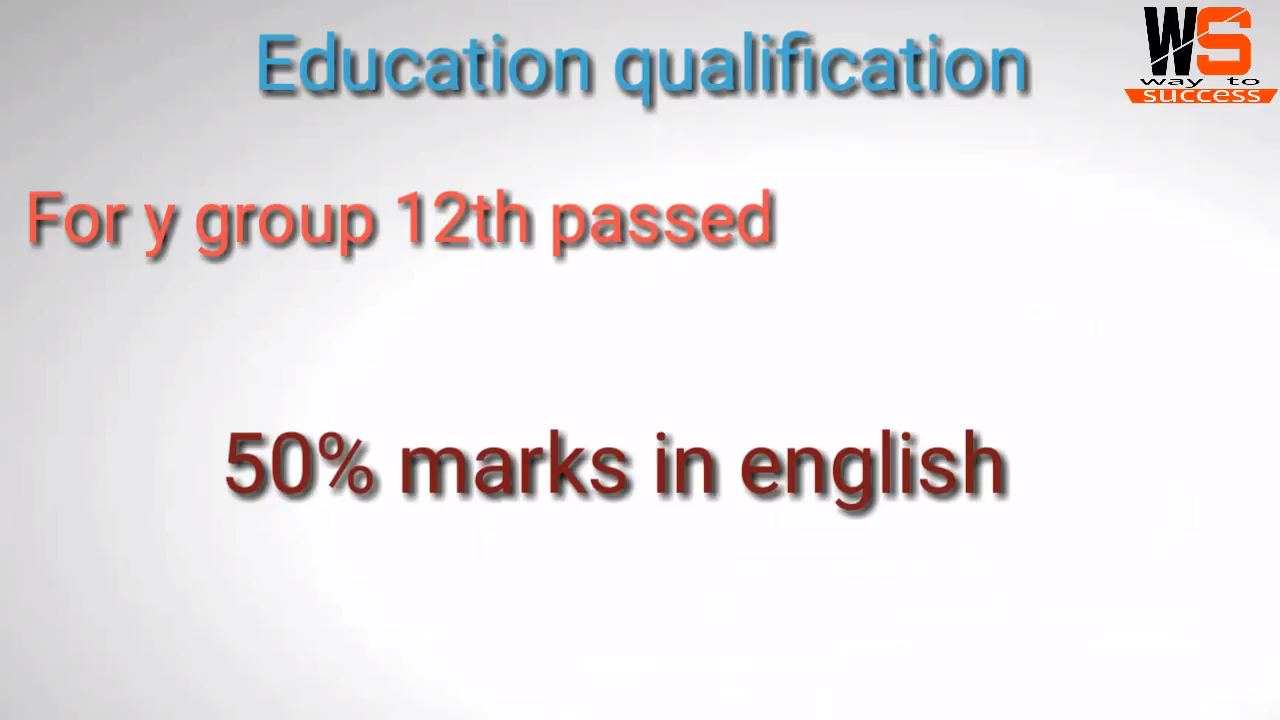 Education qualification
WS
way to
success
For y group 12th passed
50% marks in english